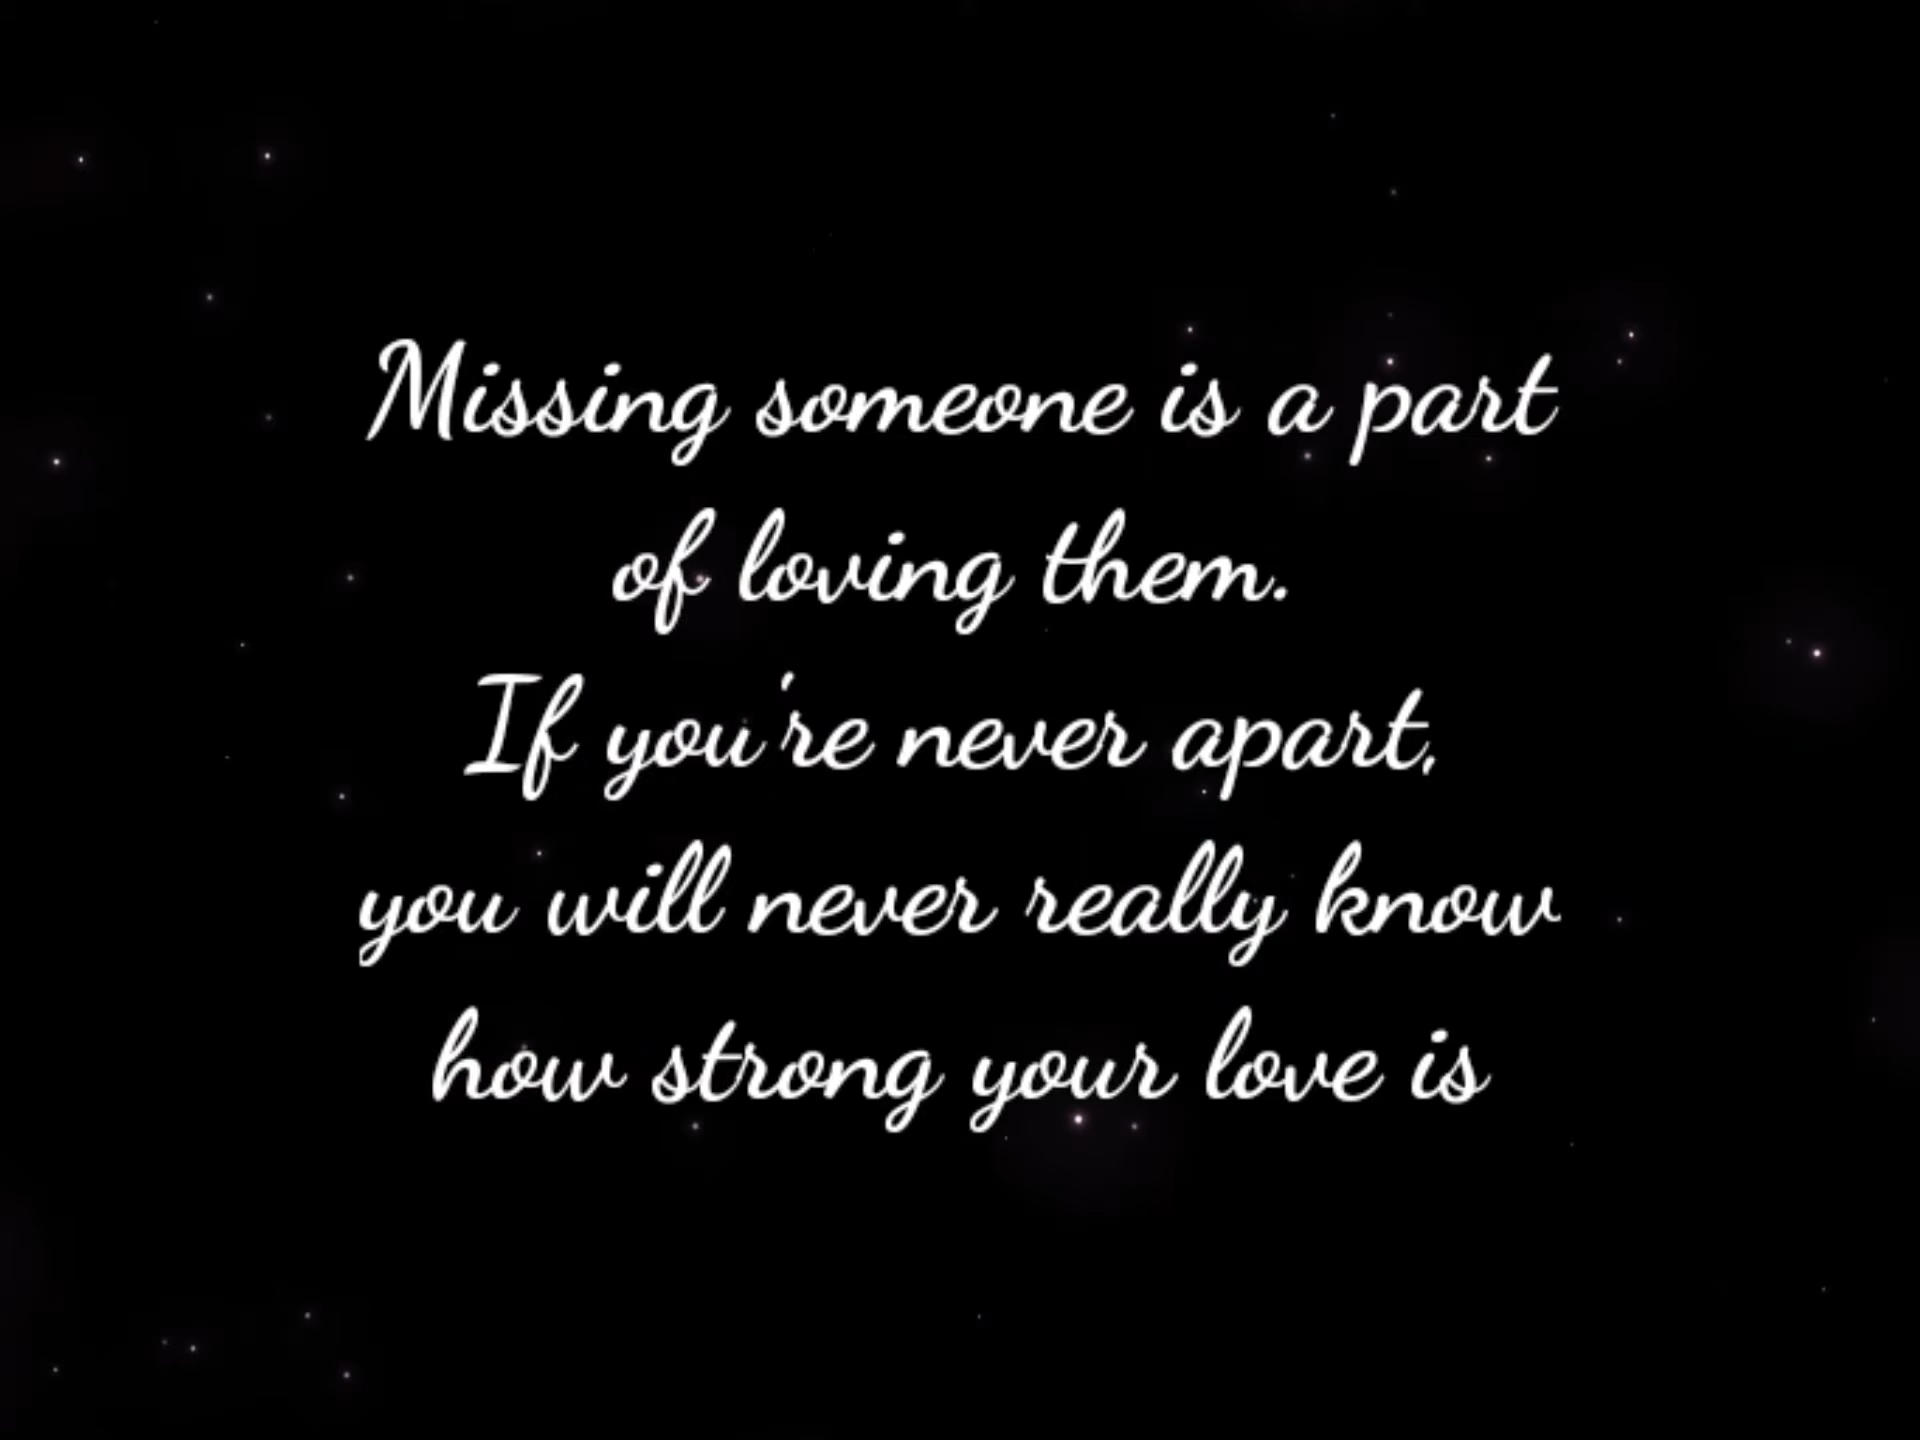 Missing someone is a part
of loving them.
If you're never apart,
you will never really know
how strong your love is